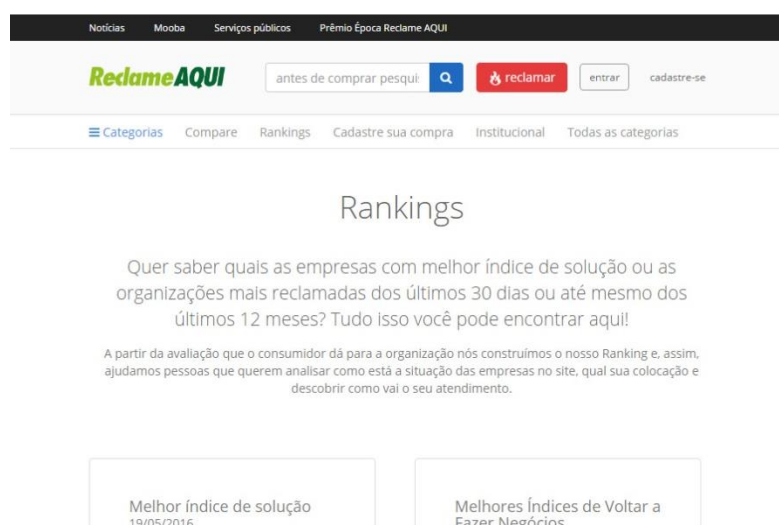 Notícias Mooba Serviços públicos Prêmio Época Reclame AQUI
ReclameAQUI antes de comprar pesqui reclamar entrar cadastre-se
Categorias Compare Rankings Cadastre sua compra Institucional Todas as categorias
Rankings
Quer saber quais as empresas com melhor índice de solução ou as
organizações mais reclamadas dos últimos 30 dias ou até mesmo dos
últimos 12 meses? Tudo isso você pode encontrar aqui!
A partir da avaliação que o consumidor dá para a organização nós construímos o nosso Ranking e, assim,
ajudamos pessoas que querem analisar como está a situação das empresas no site, qual sua colocação e
descobrir como vai o seu atendimento.
Melhor índice de solução
19/05/2016
Melhores Índices de Voltar a
Fazer Negócios